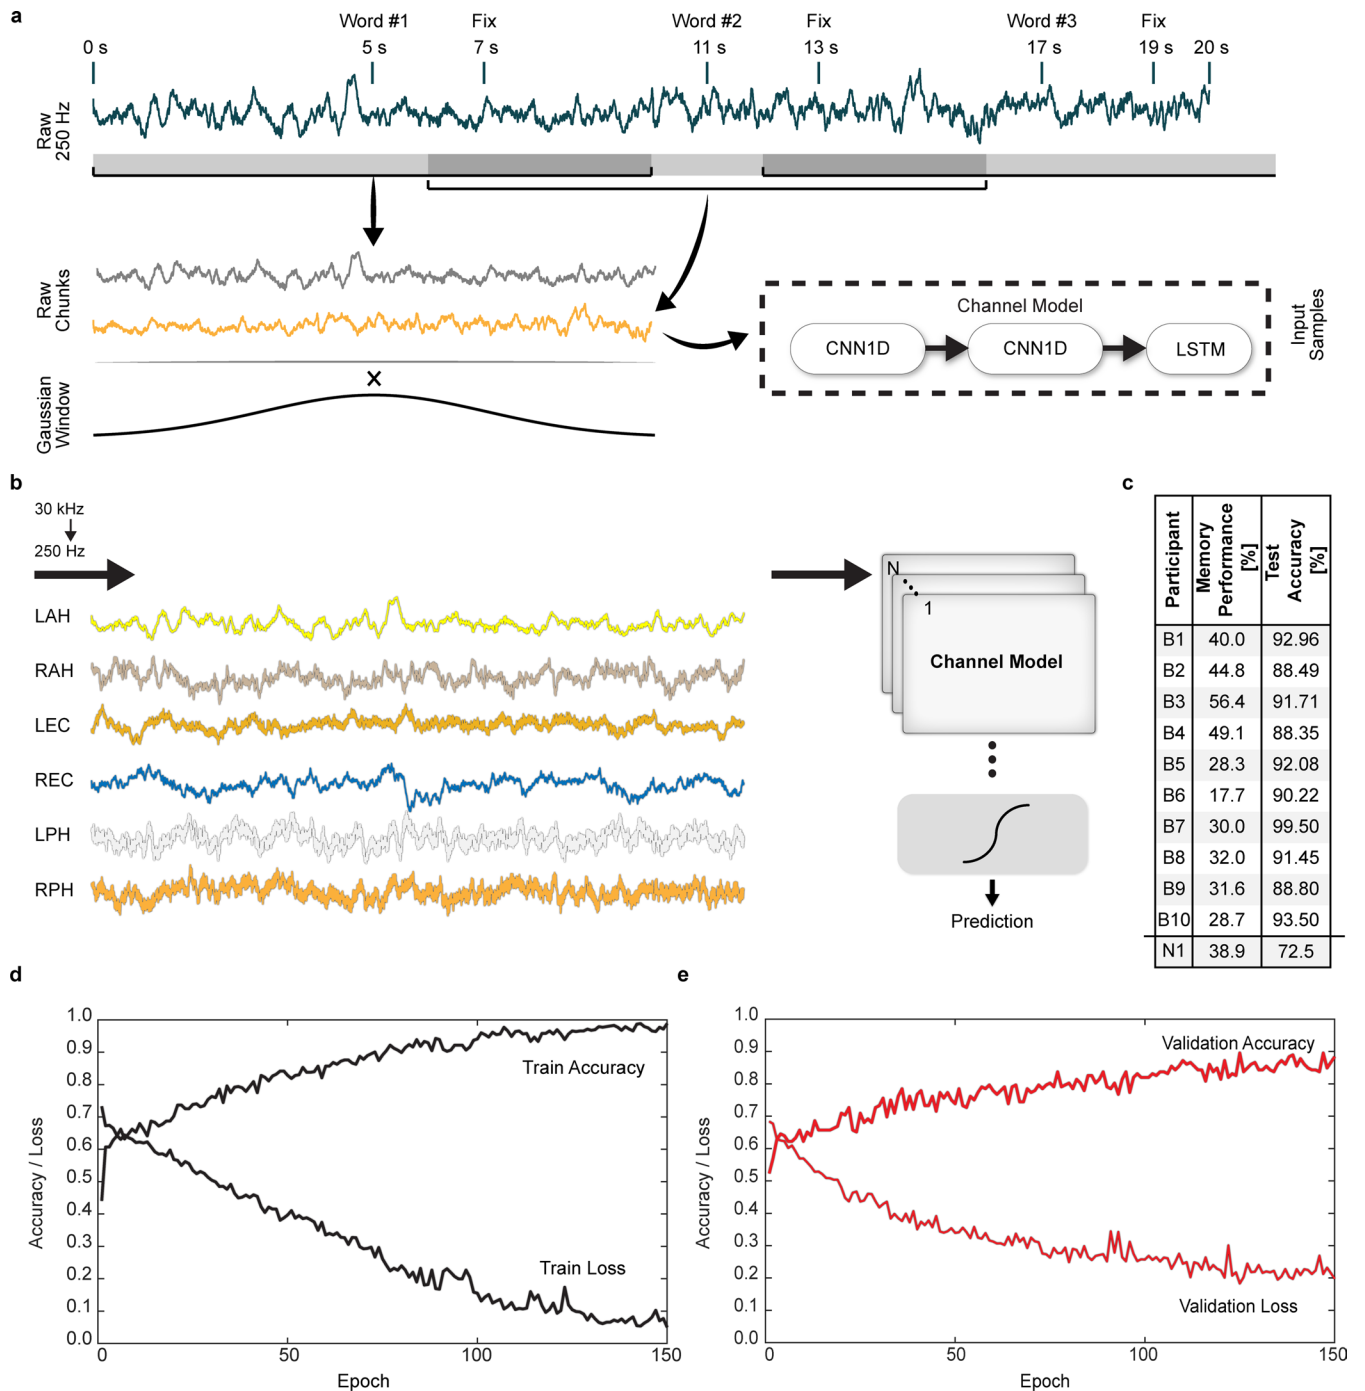 a
Word #1 Fix Word #2 Fix Word #3 Fix
0 s 5 s 7 s 11 s 13 s 17 s 19 s 20 s
Raw
250 Hz
Raw
Chunks
Channel Model
CNN1D CNN1D LSTM
Input
Samples
×
Gaussian
Window
b
30 kHz
250 Hz
LAH
RAH
LEC
REC
LPH
RPH
N
1
Channel Model
Prediction
c
Participant Memory Performance [%] Test Accuracy [%]
B1 40.0 92.96
B2 44.8 88.49
B3 56.4 91.71
B4 49.1 88.35
B5 28.3 92.08
B6 17.7 90.22
B7 30.0 99.50
B8 32.0 91.45
B9 31.6 88.80
B10 28.7 93.50
N1 38.9 72.5
d
Accuracy / Loss
1.0
0.9
0.8
0.7
0.6
0.5
0.4
0.3
0.2
0.1
0.0
Train Accuracy
Train Loss
0 50 100 150
Epoch
e
Accuracy / Loss
1.0
0.9
0.8
0.7
0.6
0.5
0.4
0.3
0.2
0.1
0.0
Validation Accuracy
Validation Loss
0 50 100 150
Epoch